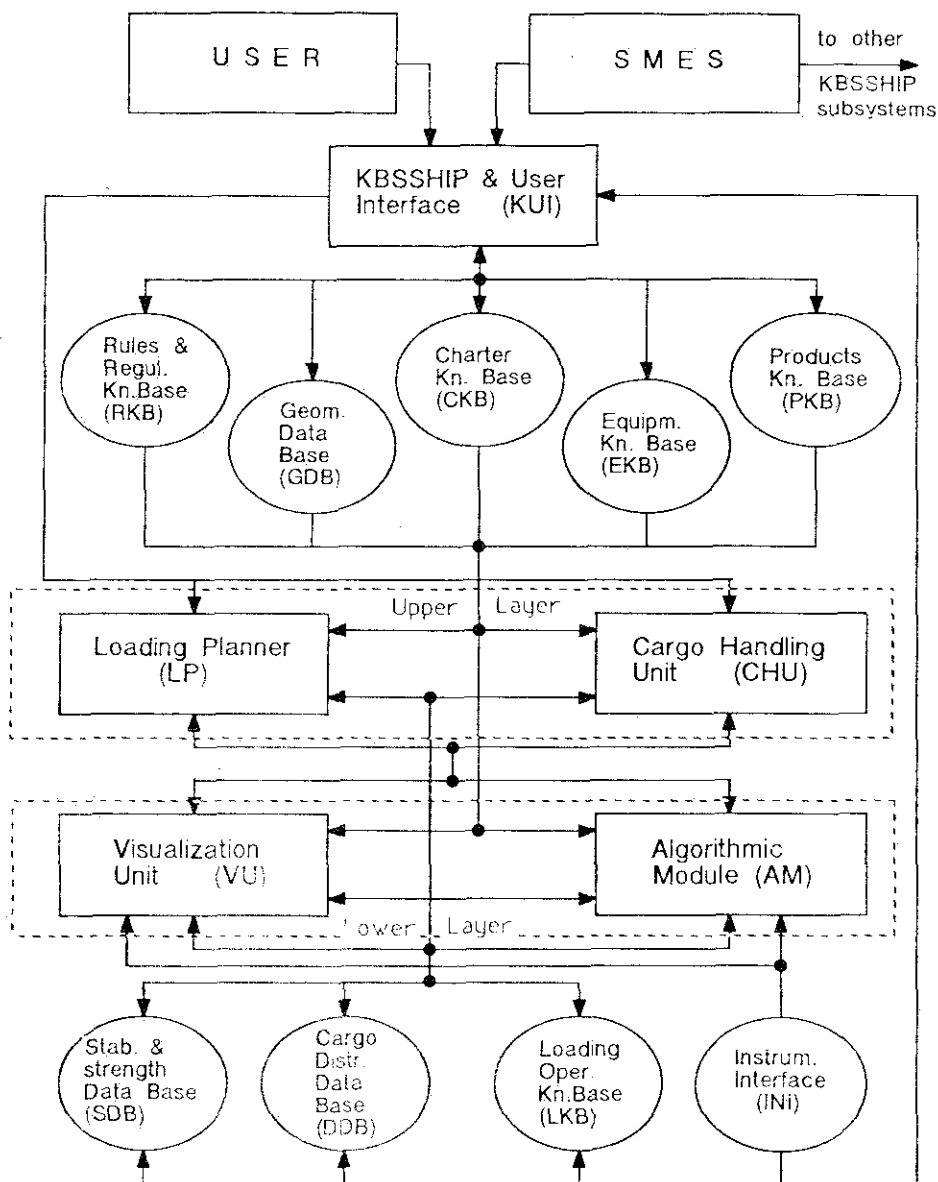 USER
SMES
to other
KBSSHIP
subsystems
KBSSHIP & User
Interface (KUI)
Rules &
Regul.
Kn.Base
(RKB)
Geom.
Data
Base
(GDB)
Charter
Kn. Base
(CKB)
Equipm.
Kn. Base
(EKB)
Products
Kn. Base
(PKB)
Upper Layer
Loading Planner
(LP)
Cargo Handling
Unit (CHU)
Visualization
Unit (VU)
Algorithmic
Module (AM)
Lower Layer
Stab. &
strength
Data Base
(SDB)
Cargo
Distr.
Data
Base
(DDB)
Loading
Oper.
Kn.Base
(LKB)
Instrum.
Interface
(INi)